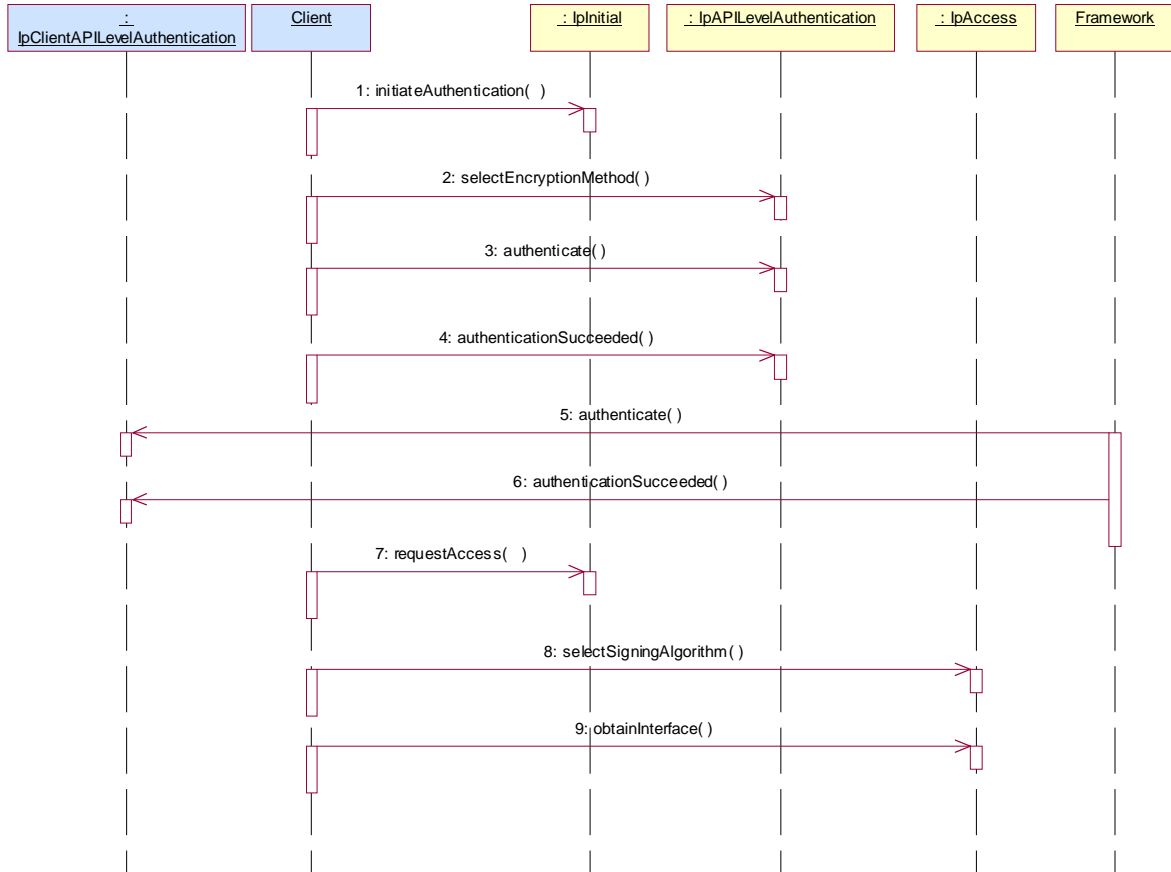 :
IpClientAPILevelAuthentication
Client
: IpInitial
: IpAPILevelAuthentication
: IpAccess
Framework
1: initiateAuthentication( )
2: selectEncryptionMethod( )
3: authenticate( )
4: authenticationSucceeded( )
5: authenticate( )
6: authenticationSucceeded( )
7: requestAccess( )
8: selectSigningAlgorithm( )
9: obtainInterface( )